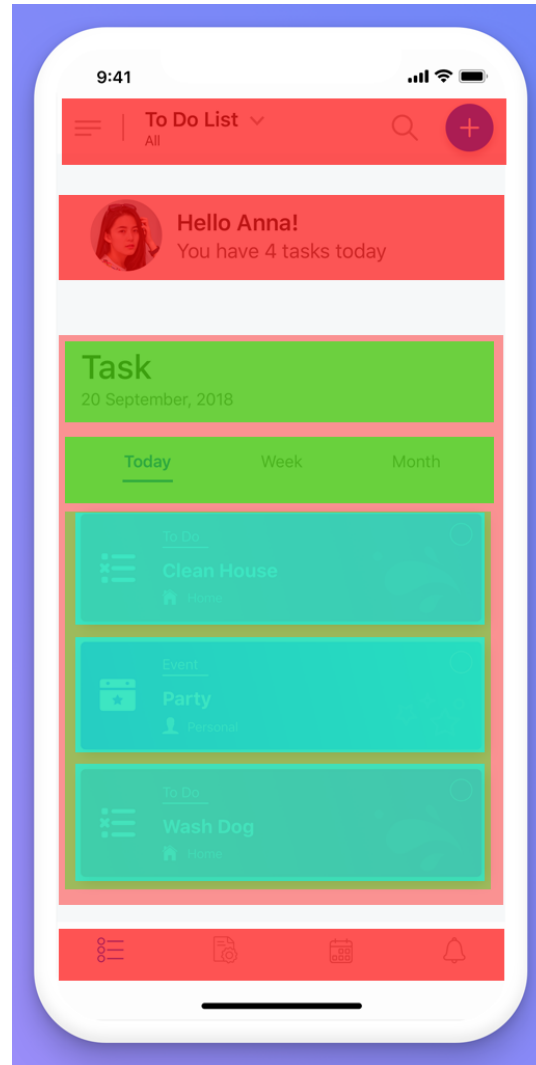 9:41
To Do List
All
Hello Anna!
You have 4 tasks today
Task
20 September, 2018
Today Week Month
To Do
Clean House
Home
Event
Party
Personal
To Do
Wash Dog
Home